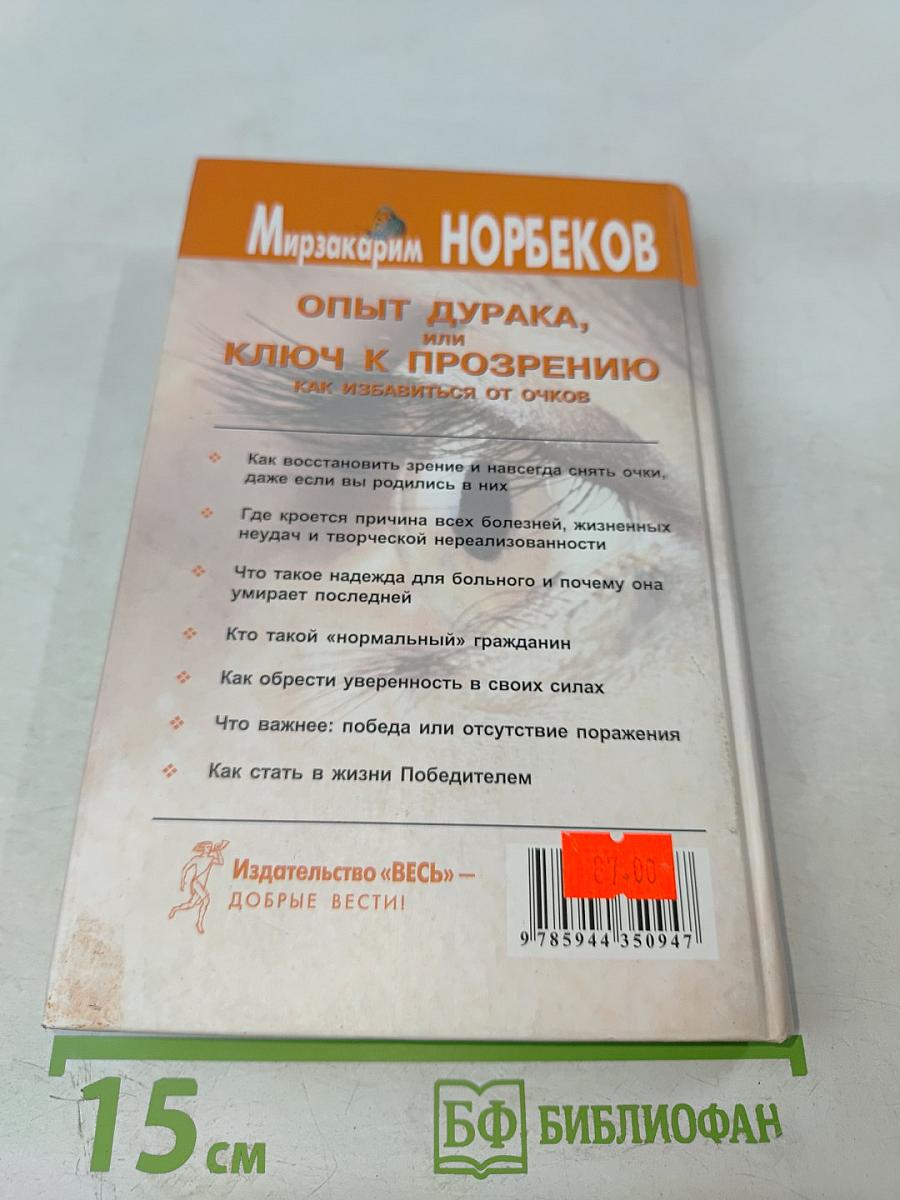 Мирзакарим НОРБЕКОВ
ОПЫТ ДУРАКА,
ИЛИ
КЛЮЧ К ПРОЗРЕНИЮ
КАК ИЗБАВИТЬСЯ ОТ ОЧКОВ
Как восстановить зрение и навсегда снять очки,
даже если вы родились в них
Где кроется причина всех болезней, жизненных
неудач и творческой нереализованности
Что такое надежда для больного и почему она
умирает последней
Кто такой «нормальный» гражданин
Как обрести уверенность в своих силах
Что важнее: победа или отсутствие поражения
Как стать в жизни Победителем
Издательство «ВЕСЬ» –
ДОБРЫЕ ВЕСТИ!
87.00
9 785944 350947
15 см
БФ БИБЛИОФАН